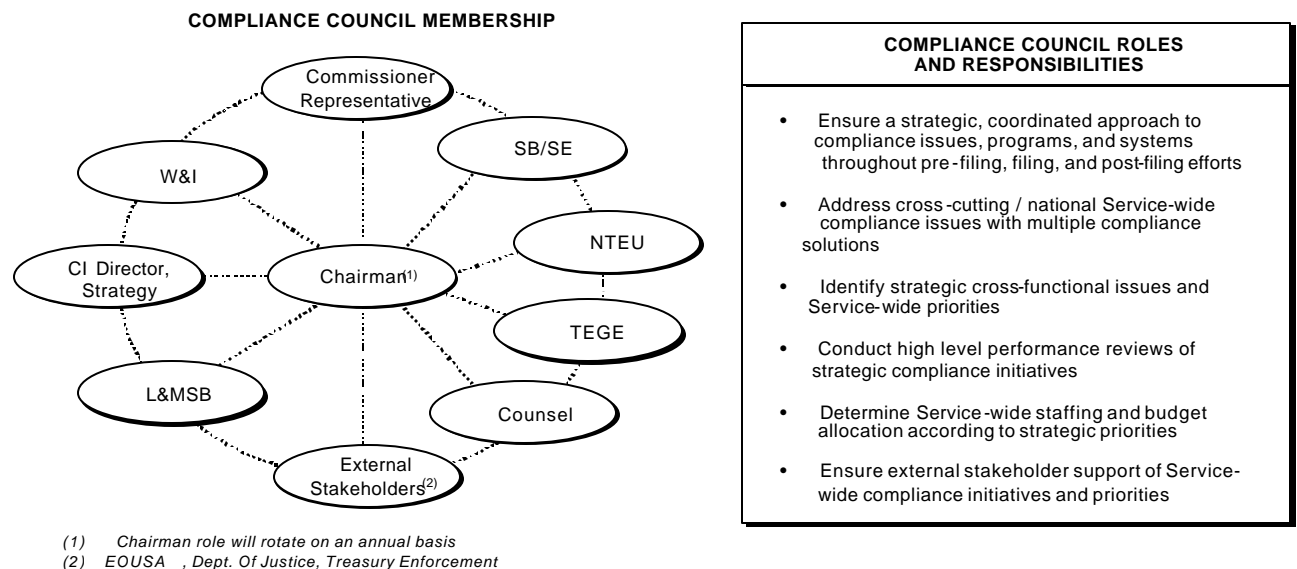 COMPLIANCE COUNCIL MEMBERSHIP
Commissioner
Representative
SB/SE
W&I
NTEU
CI Director,
Strategy
Chairman(1)
TEGE
L&MSB
Counsel
External
Stakeholders(2)
(1) Chairman role will rotate on an annual basis
(2) EOUSA , Dept. Of Justice, Treasury Enforcement
COMPLIANCE COUNCIL ROLES
AND RESPONSIBILITIES
• Ensure a strategic, coordinated approach to
compliance issues, programs, and systems
throughout pre-filing, filing, and post-filing efforts
• Address cross-cutting / national Service-wide
compliance issues with multiple compliance
solutions
• Identify strategic cross-functional issues and
Service-wide priorities
• Conduct high level performance reviews of
strategic compliance initiatives
• Determine Service-wide staffing and budget
allocation according to strategic priorities
• Ensure external stakeholder support of Service-
wide compliance initiatives and priorities